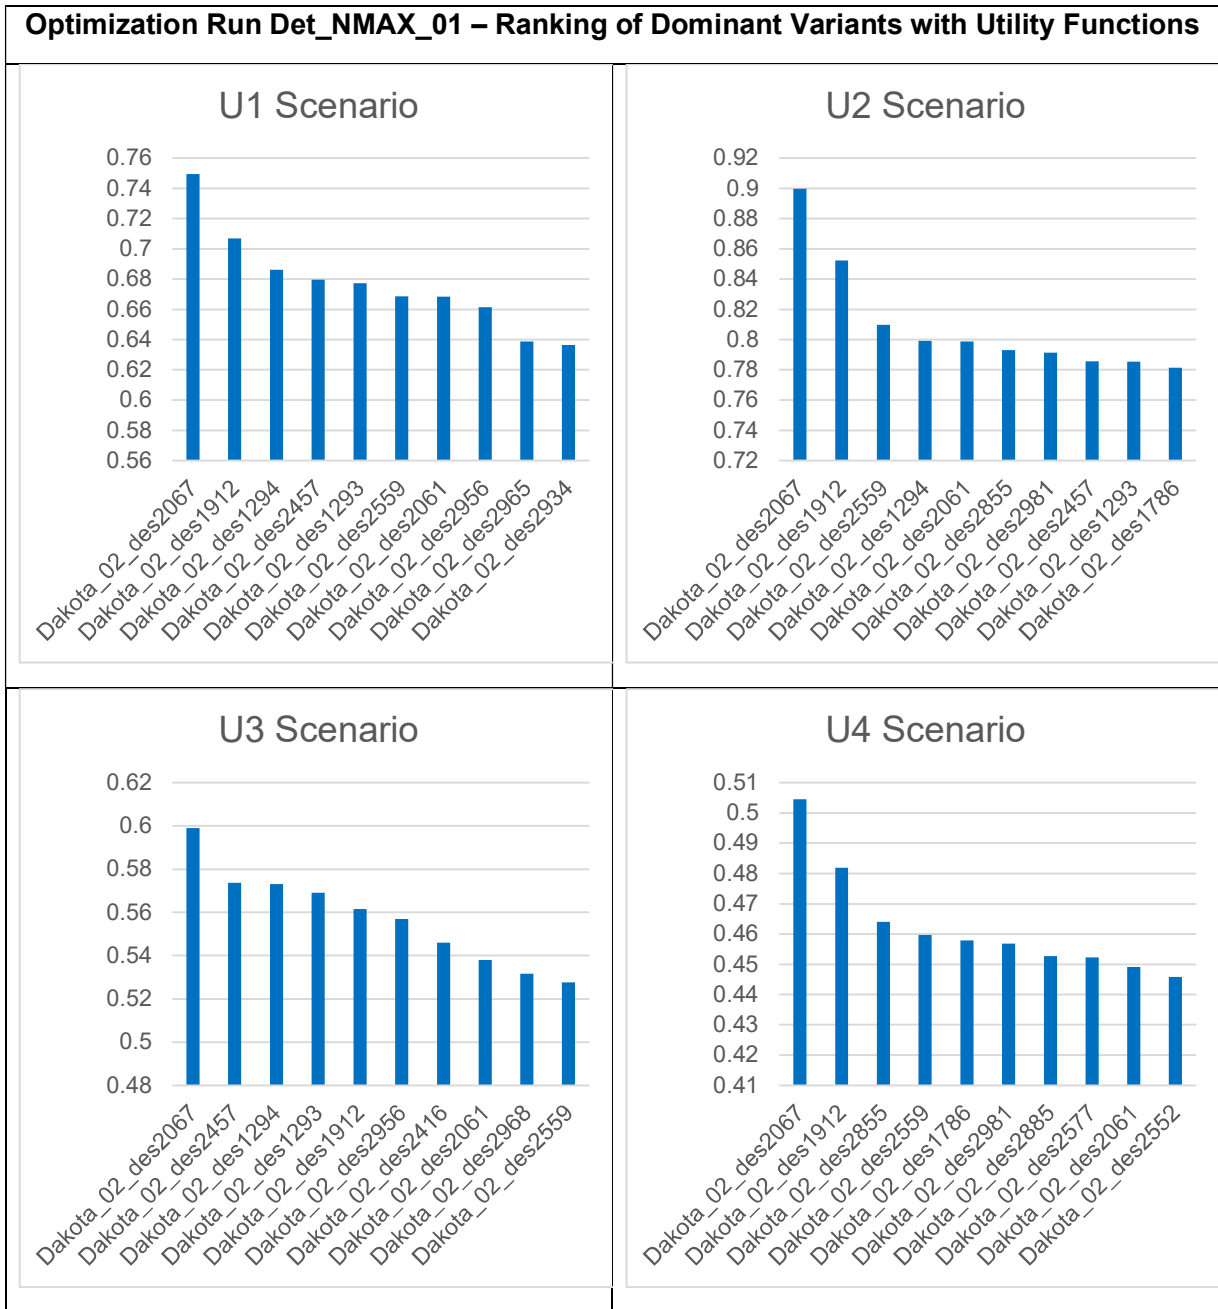 Optimization Run Det_NMAX_01 – Ranking of Dominant Variants with Utility Functions
U1 Scenario
0.76
0.74
0.72
0.7
0.68
0.66
0.64
0.62
0.6
0.58
0.56
Dakota_02_des2067
Dakota_02_des1912
Dakota_02_des1294
Dakota_02_des2457
Dakota_02_des1293
Dakota_02_des2559
Dakota_02_des2061
Dakota_02_des2956
Dakota_02_des2965
Dakota_02_des2934
U2 Scenario
0.92
0.9
0.88
0.86
0.84
0.82
0.8
0.78
0.76
0.74
0.72
Dakota_02_des2067
Dakota_02_des1912
Dakota_02_des2559
Dakota_02_des1294
Dakota_02_des2061
Dakota_02_des2855
Dakota_02_des2981
Dakota_02_des2457
Dakota_02_des1293
Dakota_02_des1786
U3 Scenario
0.62
0.6
0.58
0.56
0.54
0.52
0.5
0.48
Dakota_02_des2067
Dakota_02_des2457
Dakota_02_des1294
Dakota_02_des1293
Dakota_02_des1912
Dakota_02_des2956
Dakota_02_des2416
Dakota_02_des2061
Dakota_02_des2968
Dakota_02_des2559
U4 Scenario
0.51
0.5
0.49
0.48
0.47
0.46
0.45
0.44
0.43
0.42
0.41
Dakota_02_des2067
Dakota_02_des1912
Dakota_02_des2855
Dakota_02_des2559
Dakota_02_des1786
Dakota_02_des2981
Dakota_02_des2885
Dakota_02_des2577
Dakota_02_des2061
Dakota_02_des2552